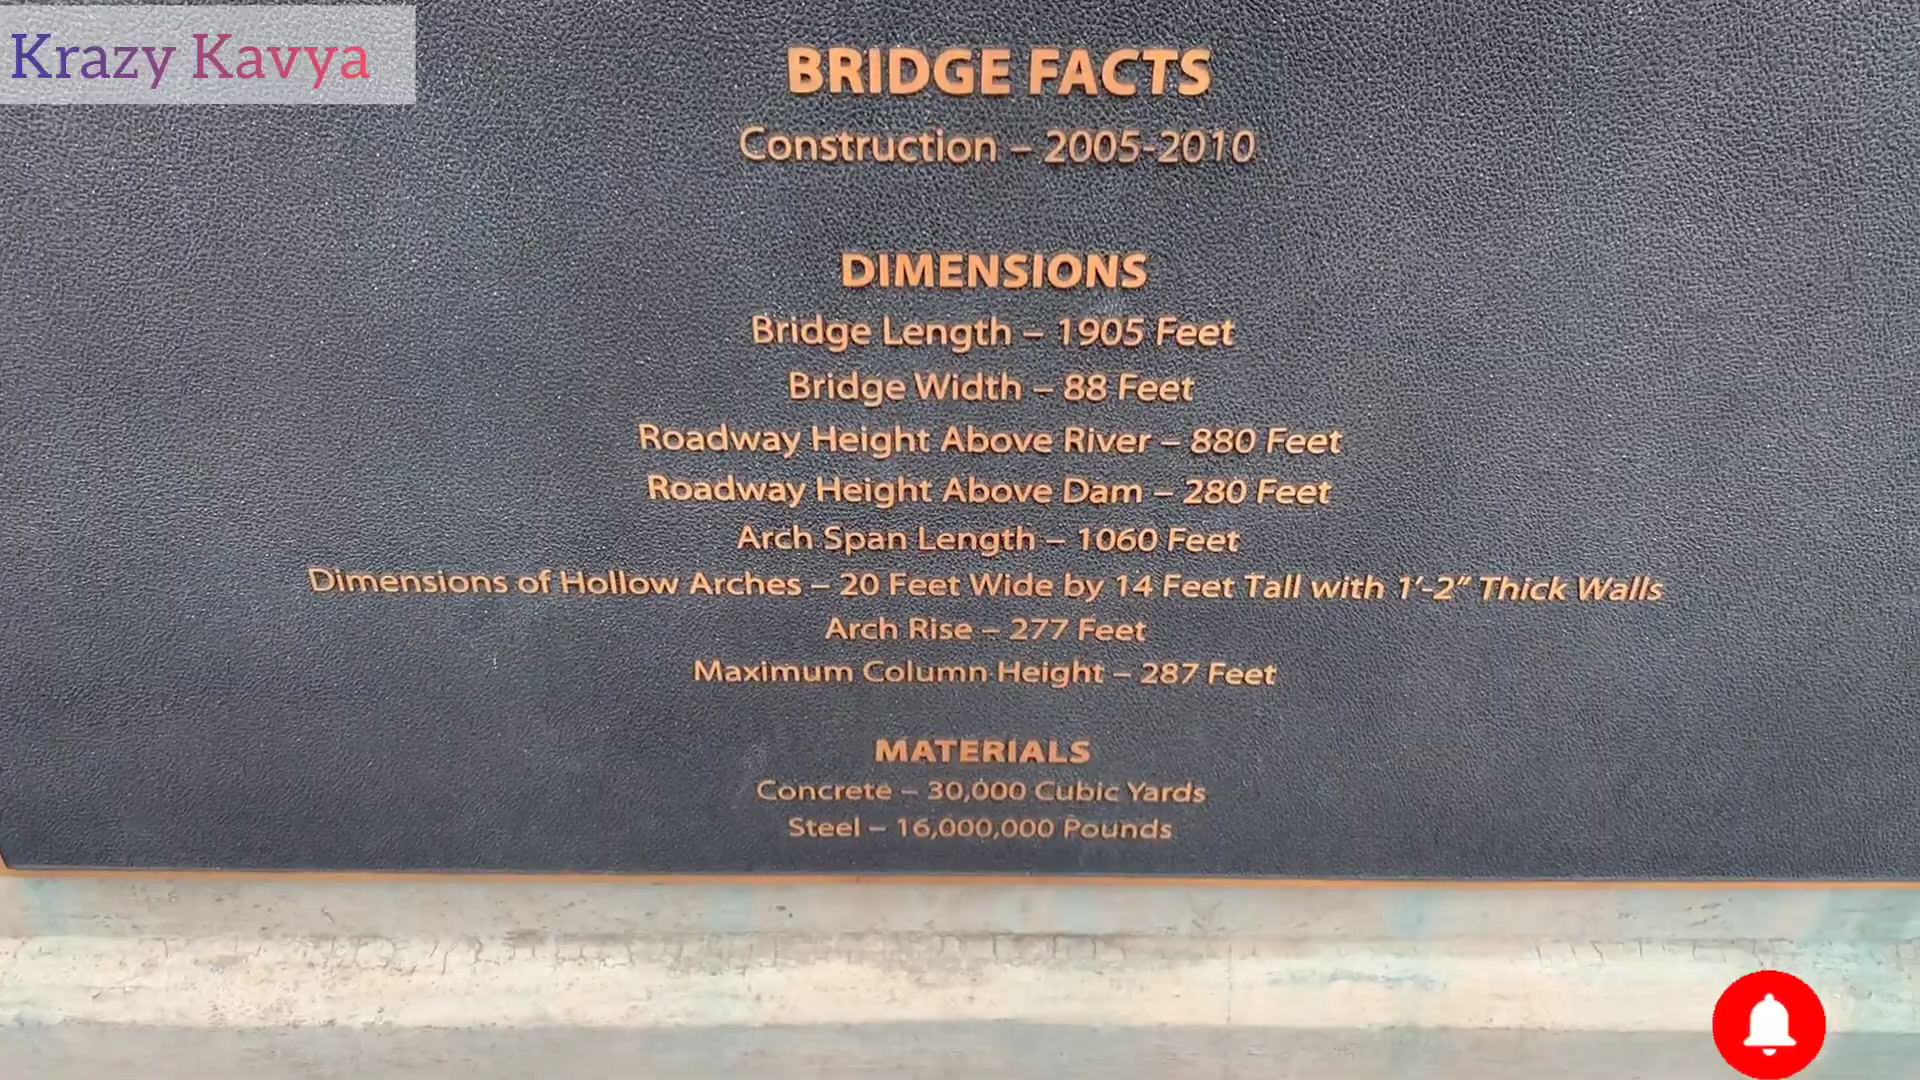 Krazy Kavya
BRIDGE FACTS
Construction – 2005-2010
DIMENSIONS
Bridge Length – 1905 Feet
Bridge Width – 88 Feet
Roadway Height Above River – 880 Feet
Roadway Height Above Dam – 280 Feet
Arch Span Length – 1060 Feet
Dimensions of Hollow Arches – 20 Feet Wide by 14 Feet Tall with 1'-2" Thick Walls
Arch Rise – 277 Feet
Maximum Column Height – 287 Feet
MATERIALS
Concrete – 30,000 Cubic Yards
Steel – 16,000,000 Pounds